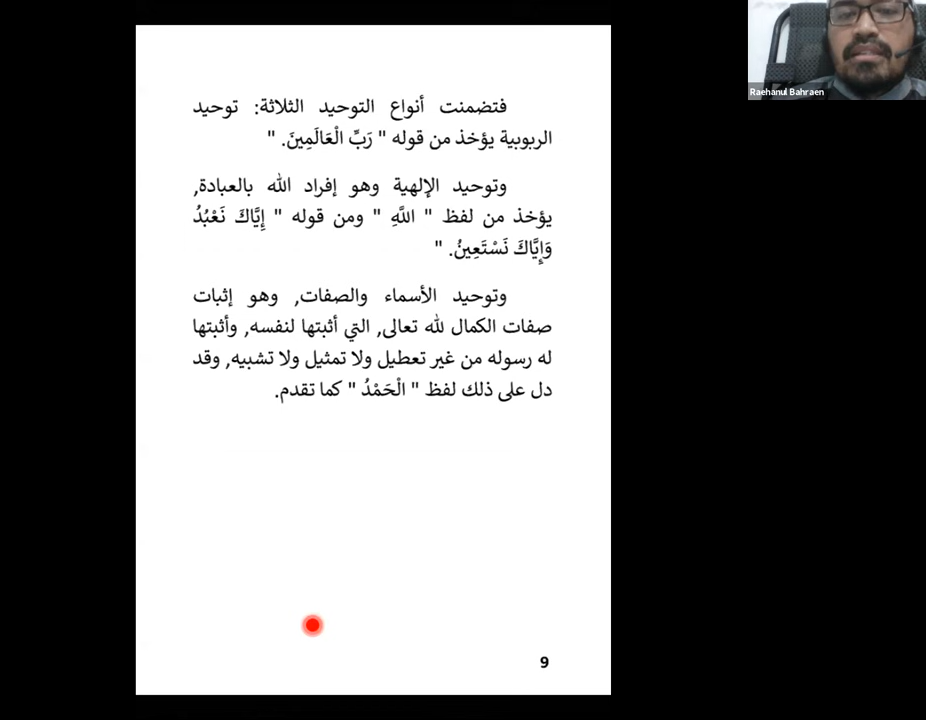 Raehanul Bahraen
فتضمنت أنواع التوحيد الثلاثة: توحيد
الربوبية يؤخذ من قوله " رَبِّ الْعَالَمِينَ. "
وتوحيد الإلهية وهو إفراد الله بالعبادة,
يؤخذ من لفظ " اللَّهِ " ومن قوله " إِيَّاكَ نَعْبُدُ
وَإِيَّاكَ نَسْتَعِينُ. "
وتوحيد الأسماء والصفات, وهو إثبات
صفات الكمال لله تعالى, التي أثبتها لنفسه, وأثبتها
له رسوله من غير تعطيل ولا تمثيل ولا تشبيه, وقد
دل على ذلك لفظ " الْحَمْدُ " كما تقدم.
9